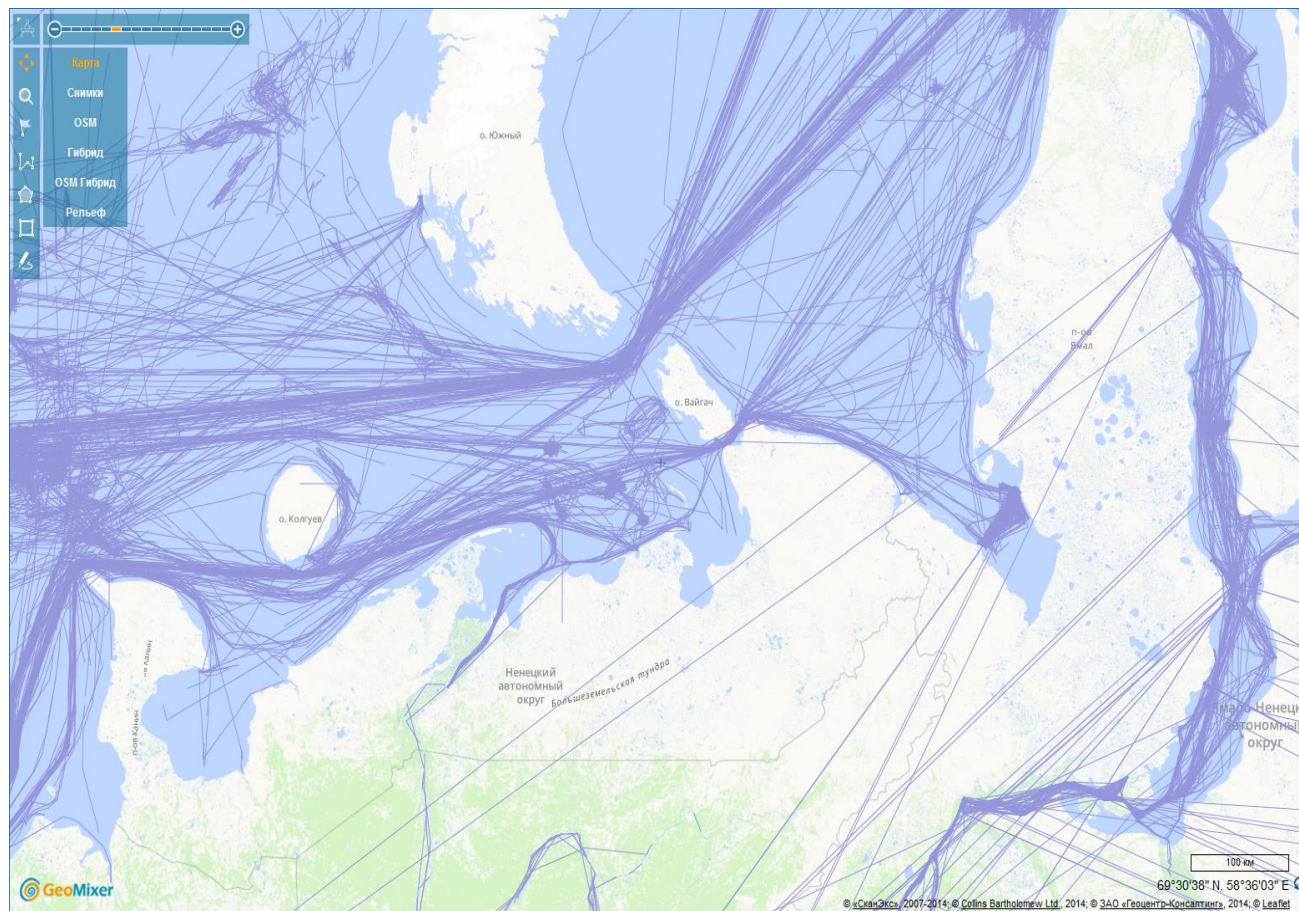 Карта
Снимки
OSM
Гибрид
OSM Гибрид
Рельеф
о. Южный
п-ов
Ямал
о. Вайгач
о. Колгуев
п-ов Канин
Ненецкий
автономный
округ
Большеземельская тундра
округ
100 км
69°30'38" N, 58°36'03" E
GeoMixer
© «СканЭкс», 2007-2014; © Collins Bartholomew Ltd., 2014; © ЗАО «Геоцентр-Консалтинг», 2014; © Leaflet